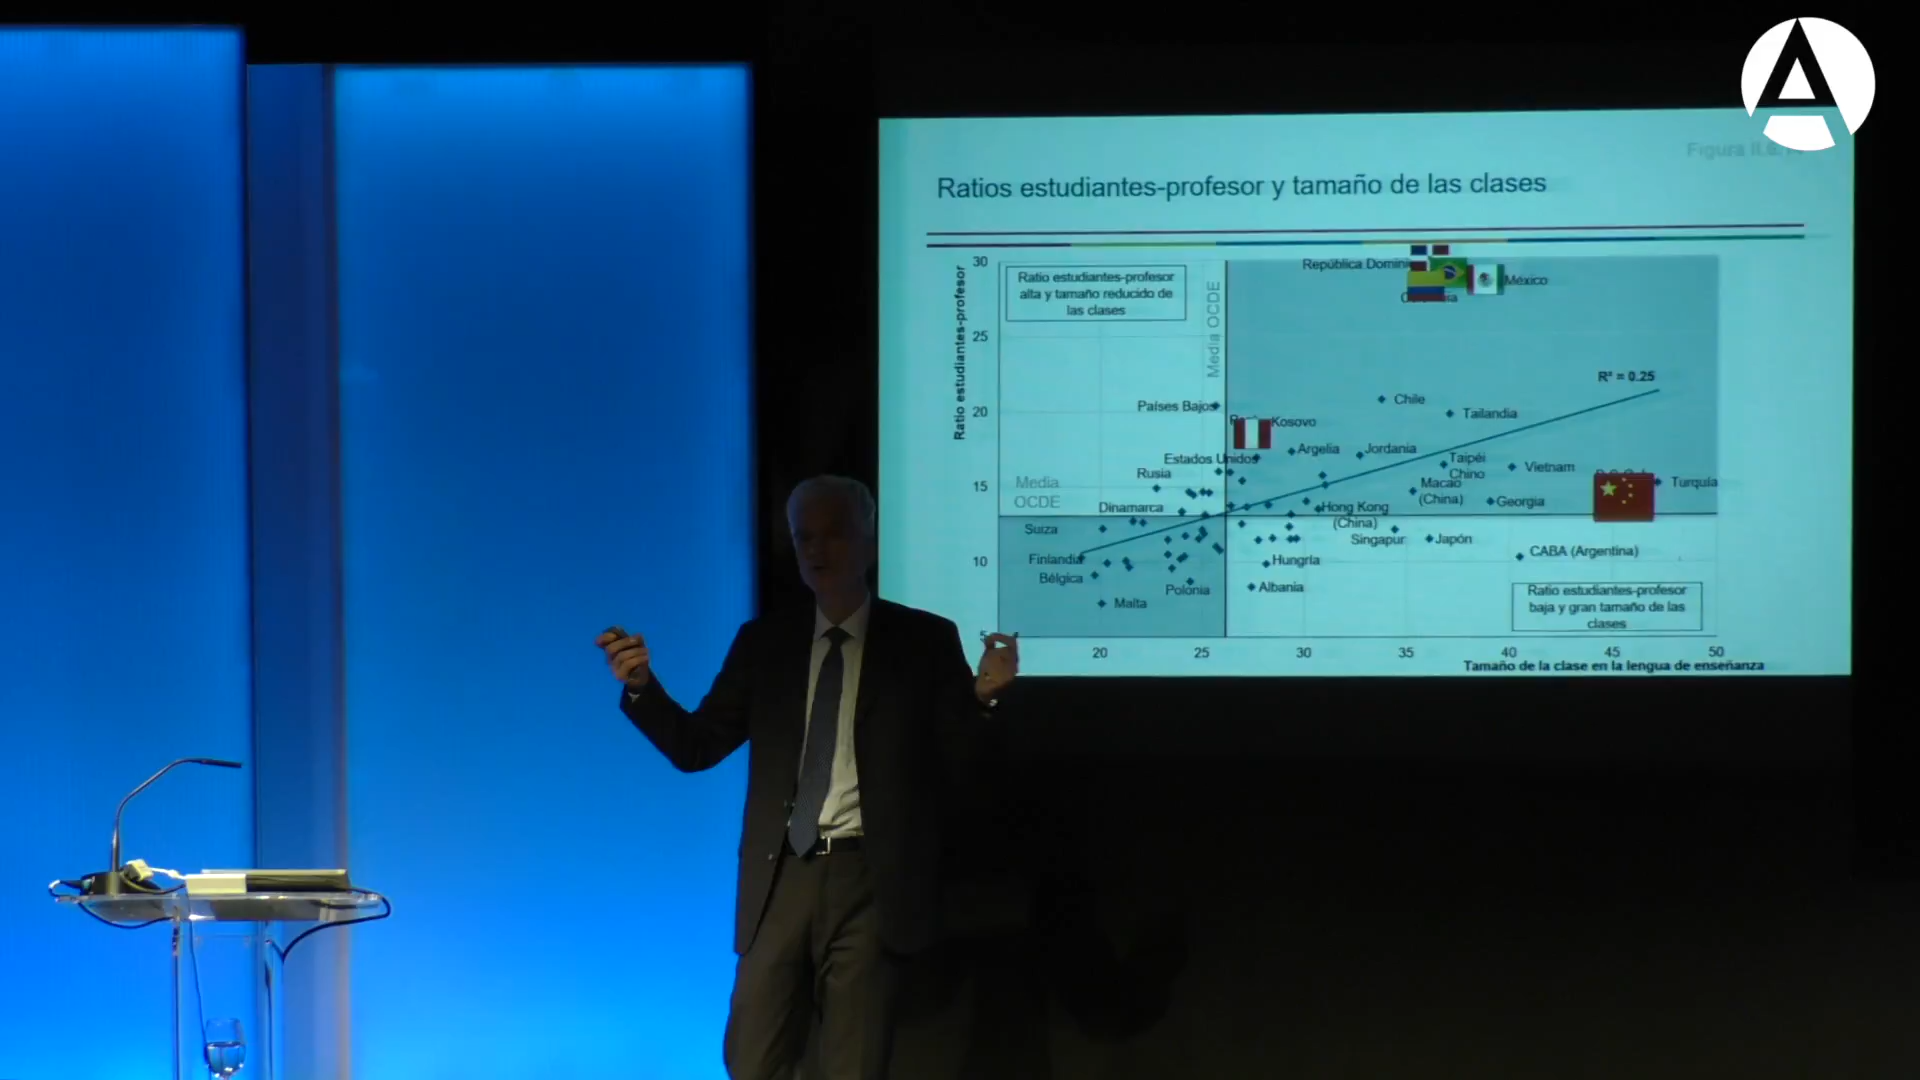 Figura II.6.
Ratios estudiantes-profesor y tamaño de las clases
Ratio estudiantes-profesor
30
25
20
15
10
5
Ratio estudiantes-profesor
alta y tamaño reducido de
las clases
Media OCDE
República Domini
México
R² = 0.25
Países Bajos
Chile
Tailandia
Kosovo
Estados Unidos
Argelia
Jordania
Rusia
Taipéi
Chino
Vietnam
Turquía
Media
OCDE
Macao
(China)
Georgia
Dinamarca
Hong Kong
(China)
Suiza
Singapur
Japón
Finlandia
Hungría
CABA (Argentina)
Bélgica
Polonia
Albania
Malta
Ratio estudiantes-profesor
baja y gran tamaño de las
clases
20
25
30
35
40
45
50
Tamaño de la clase en la lengua de enseñanza